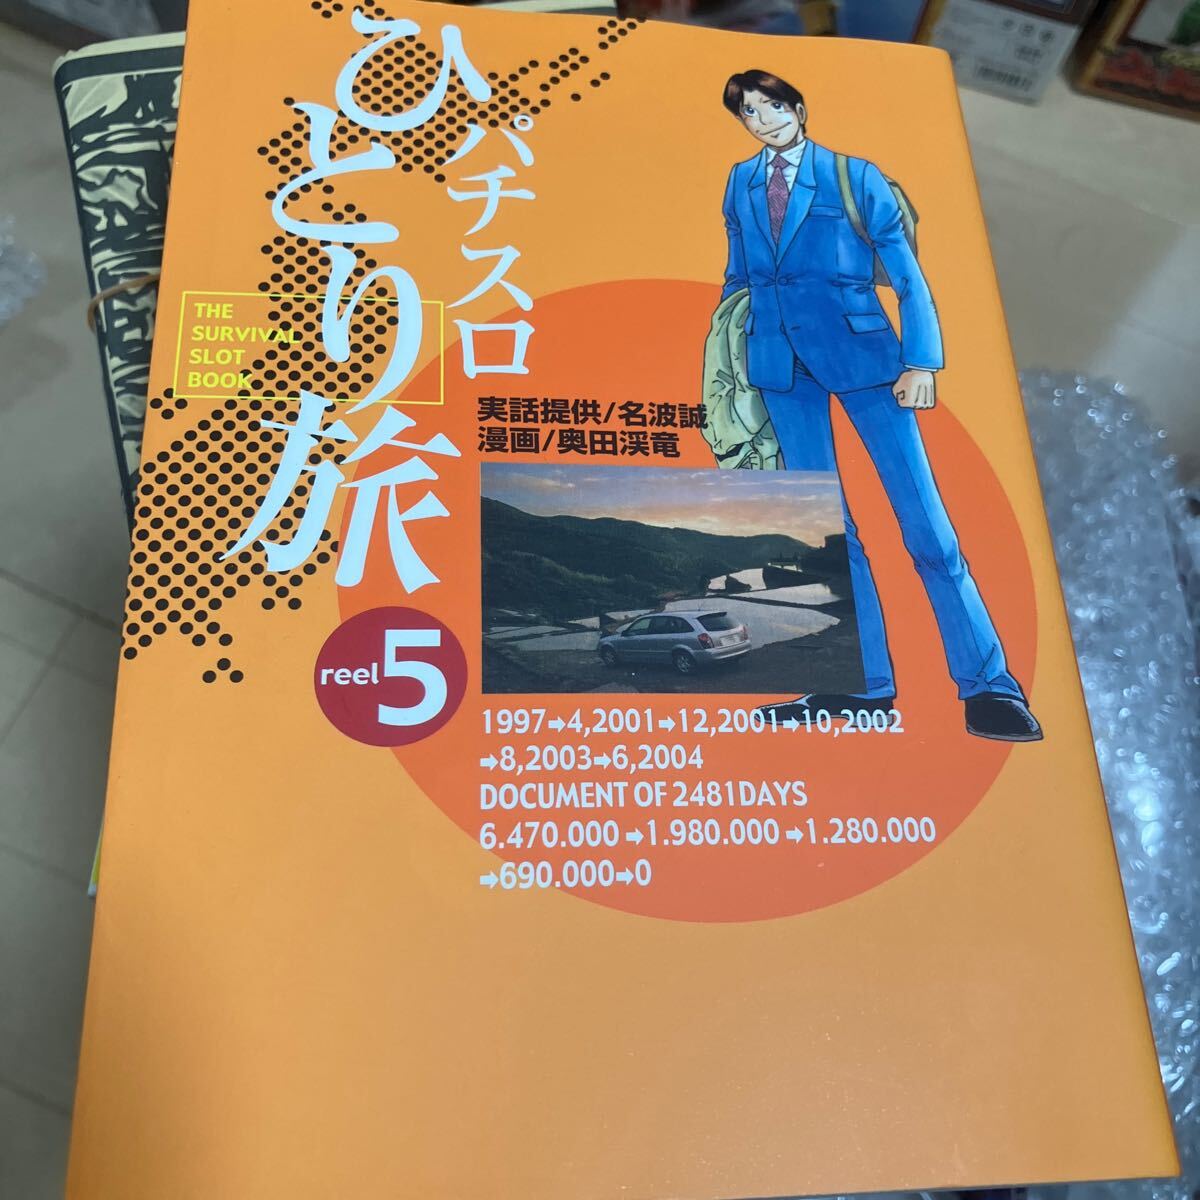 パチスロ
ひとり旅
THE
SURVIVAL
SLOT
BOOK
実話提供/名波誠
漫画/奥田渓竜
reel 5
1997➔4,2001➔12,2001➔10,2002
➔8,2003➔6,2004
DOCUMENT OF 2481DAYS
6.470.000➔1.980.000➔1.280.000
➔690.000➔0